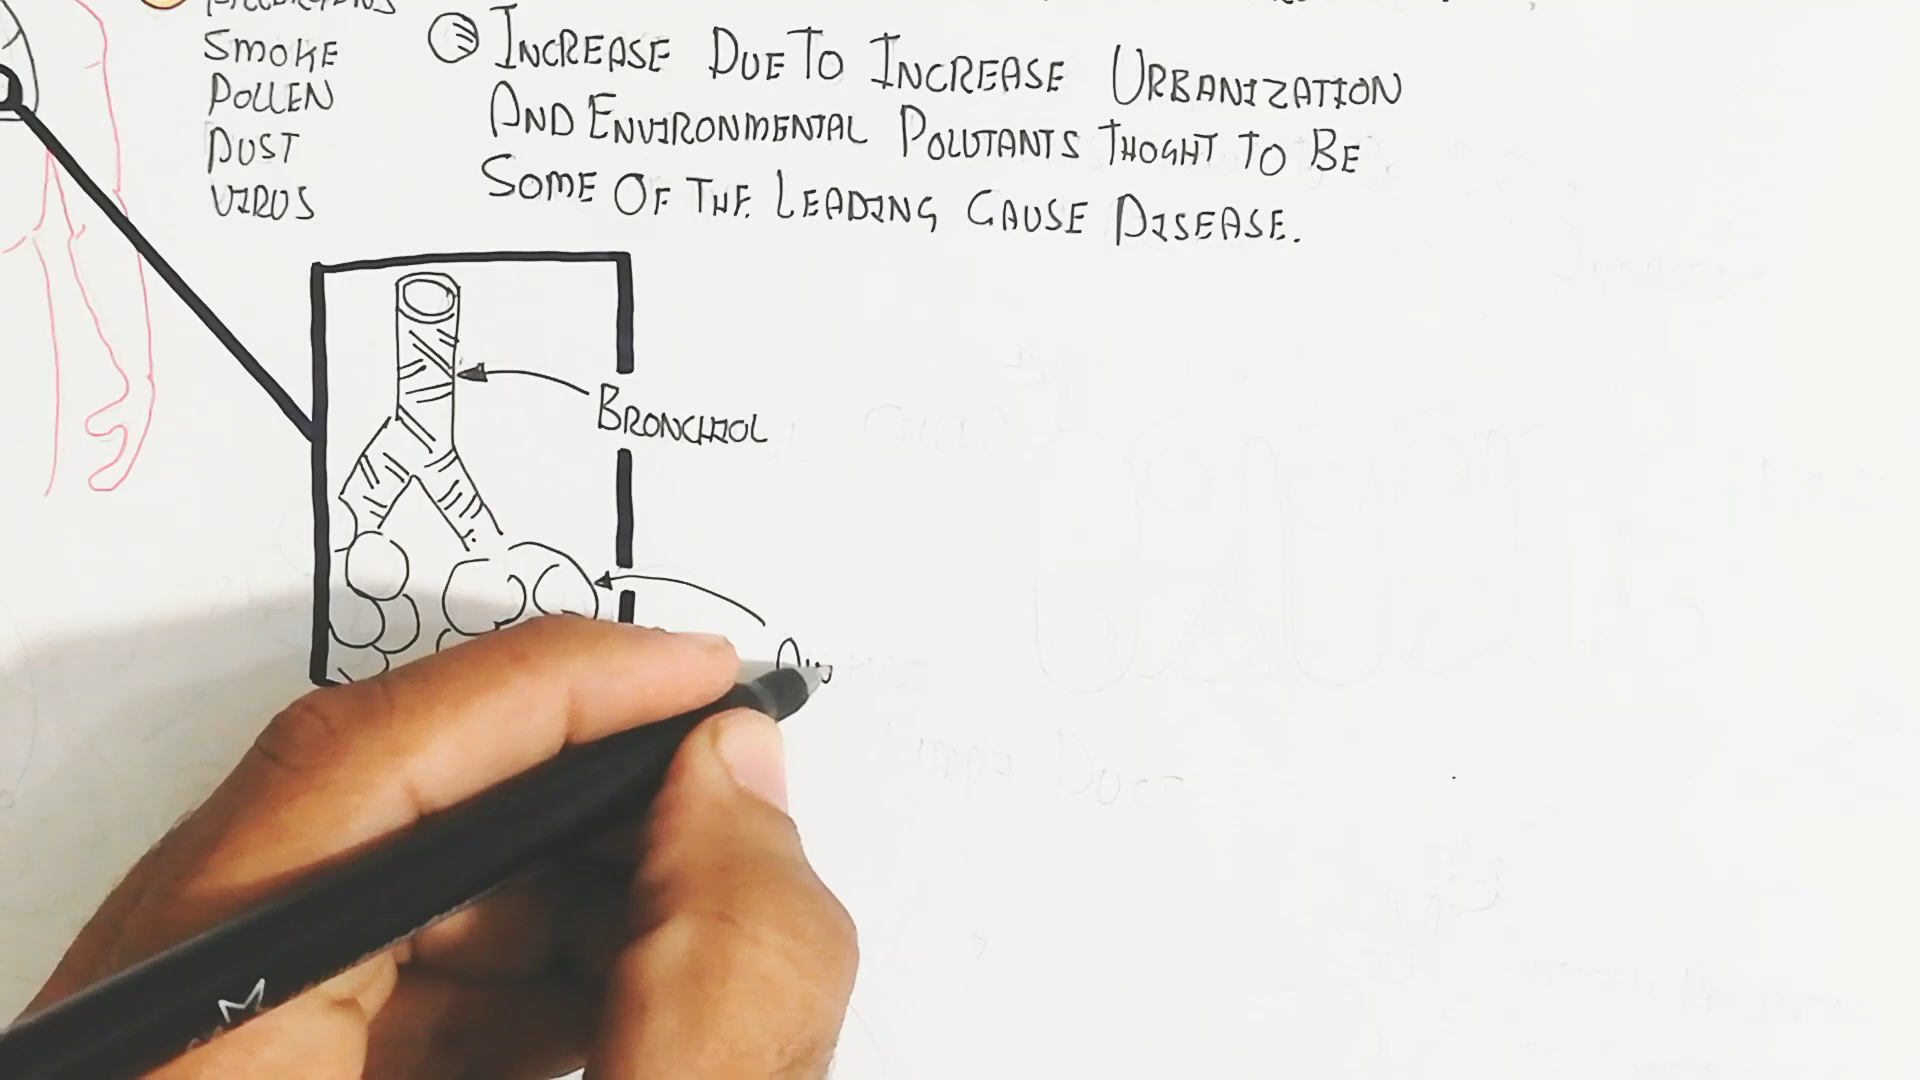 SMOKE
POLLEN
DUST
VIRUS
INCREASE DUE TO INCREASE URBANIZATION
AND ENVIRONMENTAL POLUTANTS THOGHT TO BE
SOME OF THE LEADING CAUSE DISEASE.
BRONCHIOL